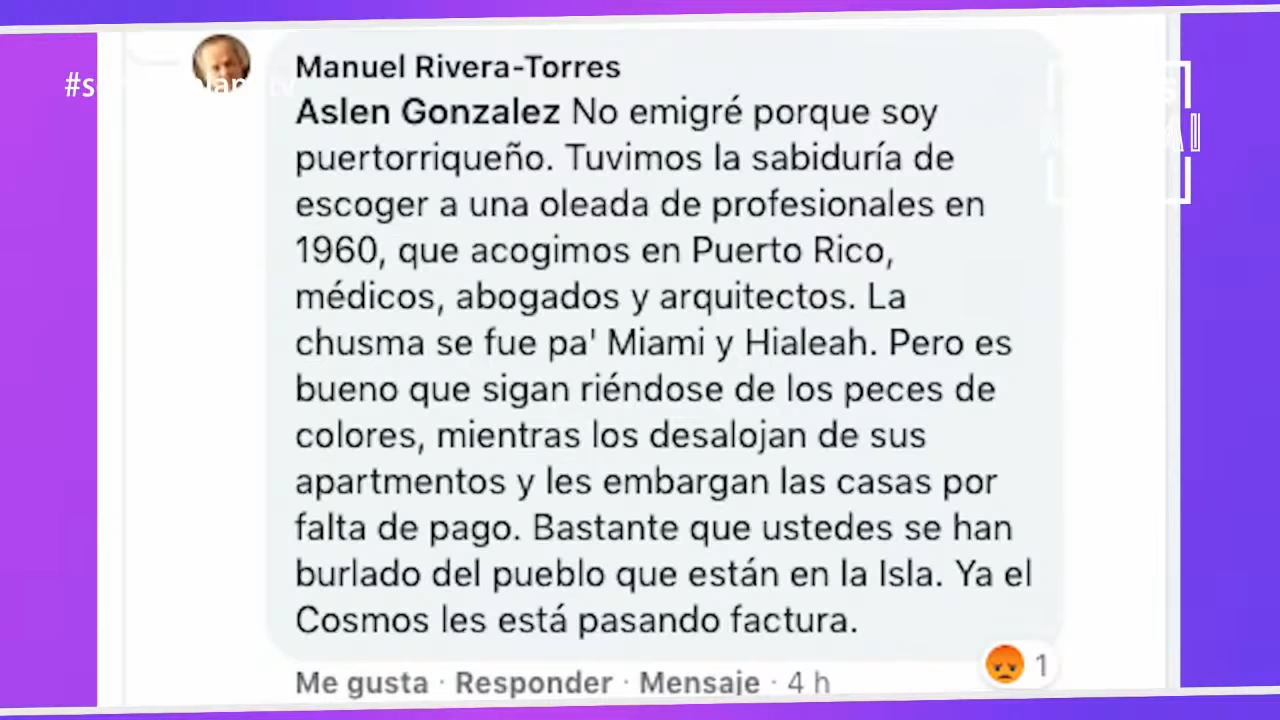 Manuel Rivera-Torres
Aslen Gonzalez No emigré porque soy
puertorriqueño. Tuvimos la sabiduría de
escoger a una oleada de profesionales en
1960, que acogimos en Puerto Rico,
médicos, abogados y arquitectos. La
chusma se fue pa' Miami y Hialeah. Pero es
bueno que sigan riéndose de los peces de
colores, mientras los desalojan de sus
apartmentos y les embargan las casas por
falta de pago. Bastante que ustedes se han
burlado del pueblo que están en la Isla. Ya el
Cosmos les está pasando factura.
1
Me gusta · Responder · Mensaje · 4 h